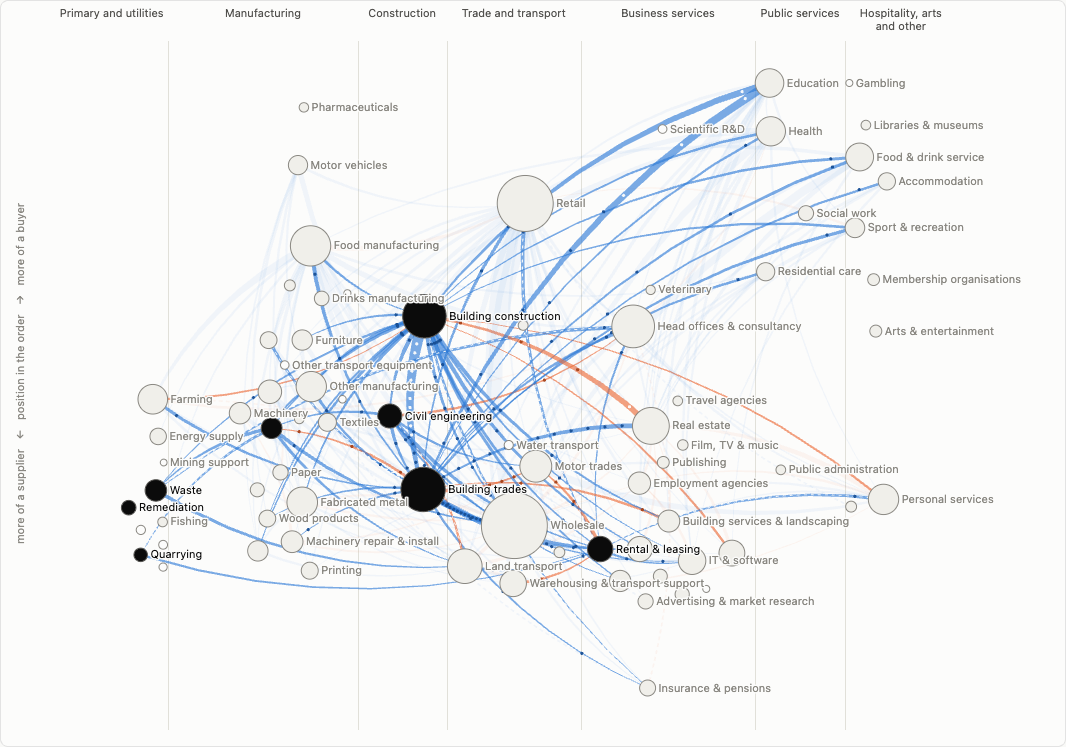 Primary and utilities
Manufacturing
Construction
Trade and transport
Business services
Public services
Hospitality, arts
and other
more of a supplier ← position in the order → more of a buyer
Education
Gambling
Pharmaceuticals
Scientific R&D
Health
Libraries & museums
Motor vehicles
Food & drink service
Accommodation
Retail
Social work
Sport & recreation
Food manufacturing
Residential care
Membership organisations
Veterinary
Drinks manufacturing
Building construction
Head offices & consultancy
Arts & entertainment
Furniture
Other transport equipment
Other manufacturing
Farming
Travel agencies
Machinery
Civil engineering
Textiles
Real estate
Energy supply
Water transport
Film, TV & music
Mining support
Motor trades
Publishing
Public administration
Paper
Employment agencies
Waste
Building trades
Personal services
Fabricated metal
Remediation
Fishing
Wood products
Wholesale
Building services & landscaping
Machinery repair & install
Rental & leasing
Quarrying
IT & software
Land transport
Printing
Warehousing & transport support
Advertising & market research
Insurance & pensions